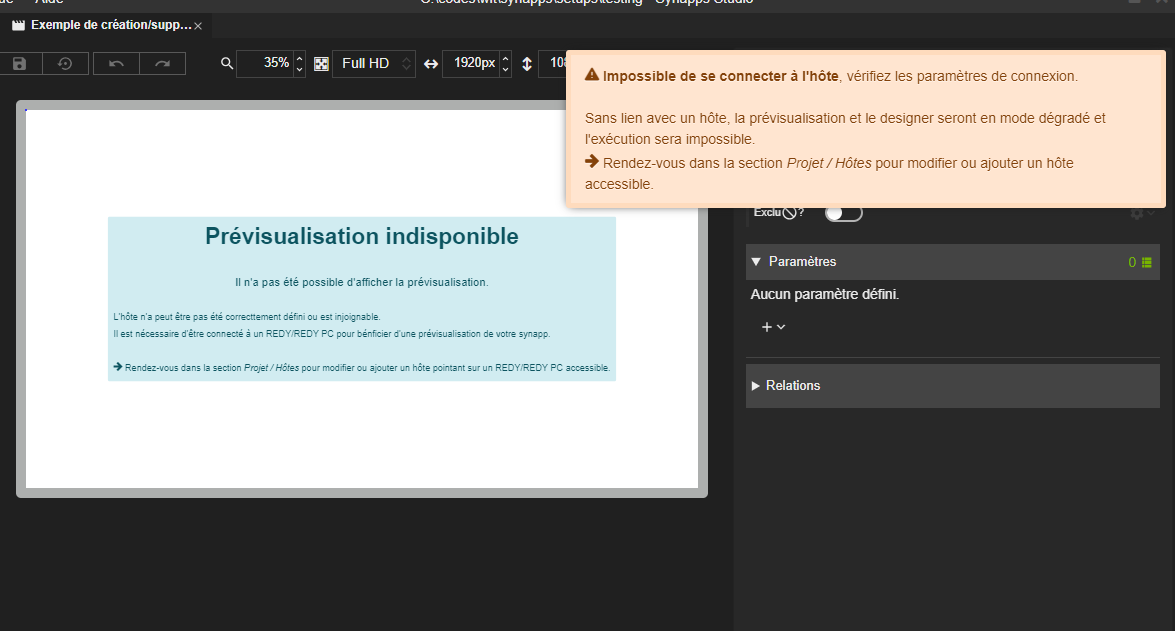 Aide
C:\codes\wit\synapps\setups\testing - Synapps Studio
Exemple de création/supp...
35%
Full HD
1920px
Impossible de se connecter à l'hôte, vérifiez les paramètres de connexion.
Sans lien avec un hôte, la prévisualisation et le designer seront en mode dégradé et
l'exécution sera impossible.
Rendez-vous dans la section Projet / Hôtes pour modifier ou ajouter un hôte
accessible.
Exclu ?
Prévisualisation indisponible
Il n'a pas été possible d'afficher la prévisualisation.
L'hôte n'a peut être pas été correcttement défini ou est injoignable.
Il est nécessaire d'être connecté à un REDY/REDY PC pour bénficier d'une prévisualisation de votre synapp.
Rendez-vous dans la section Projet / Hôtes pour modifier ou ajouter un hôte pointant sur un REDY/REDY PC accessible.
Paramètres
0
Aucun paramètre défini.
Relations